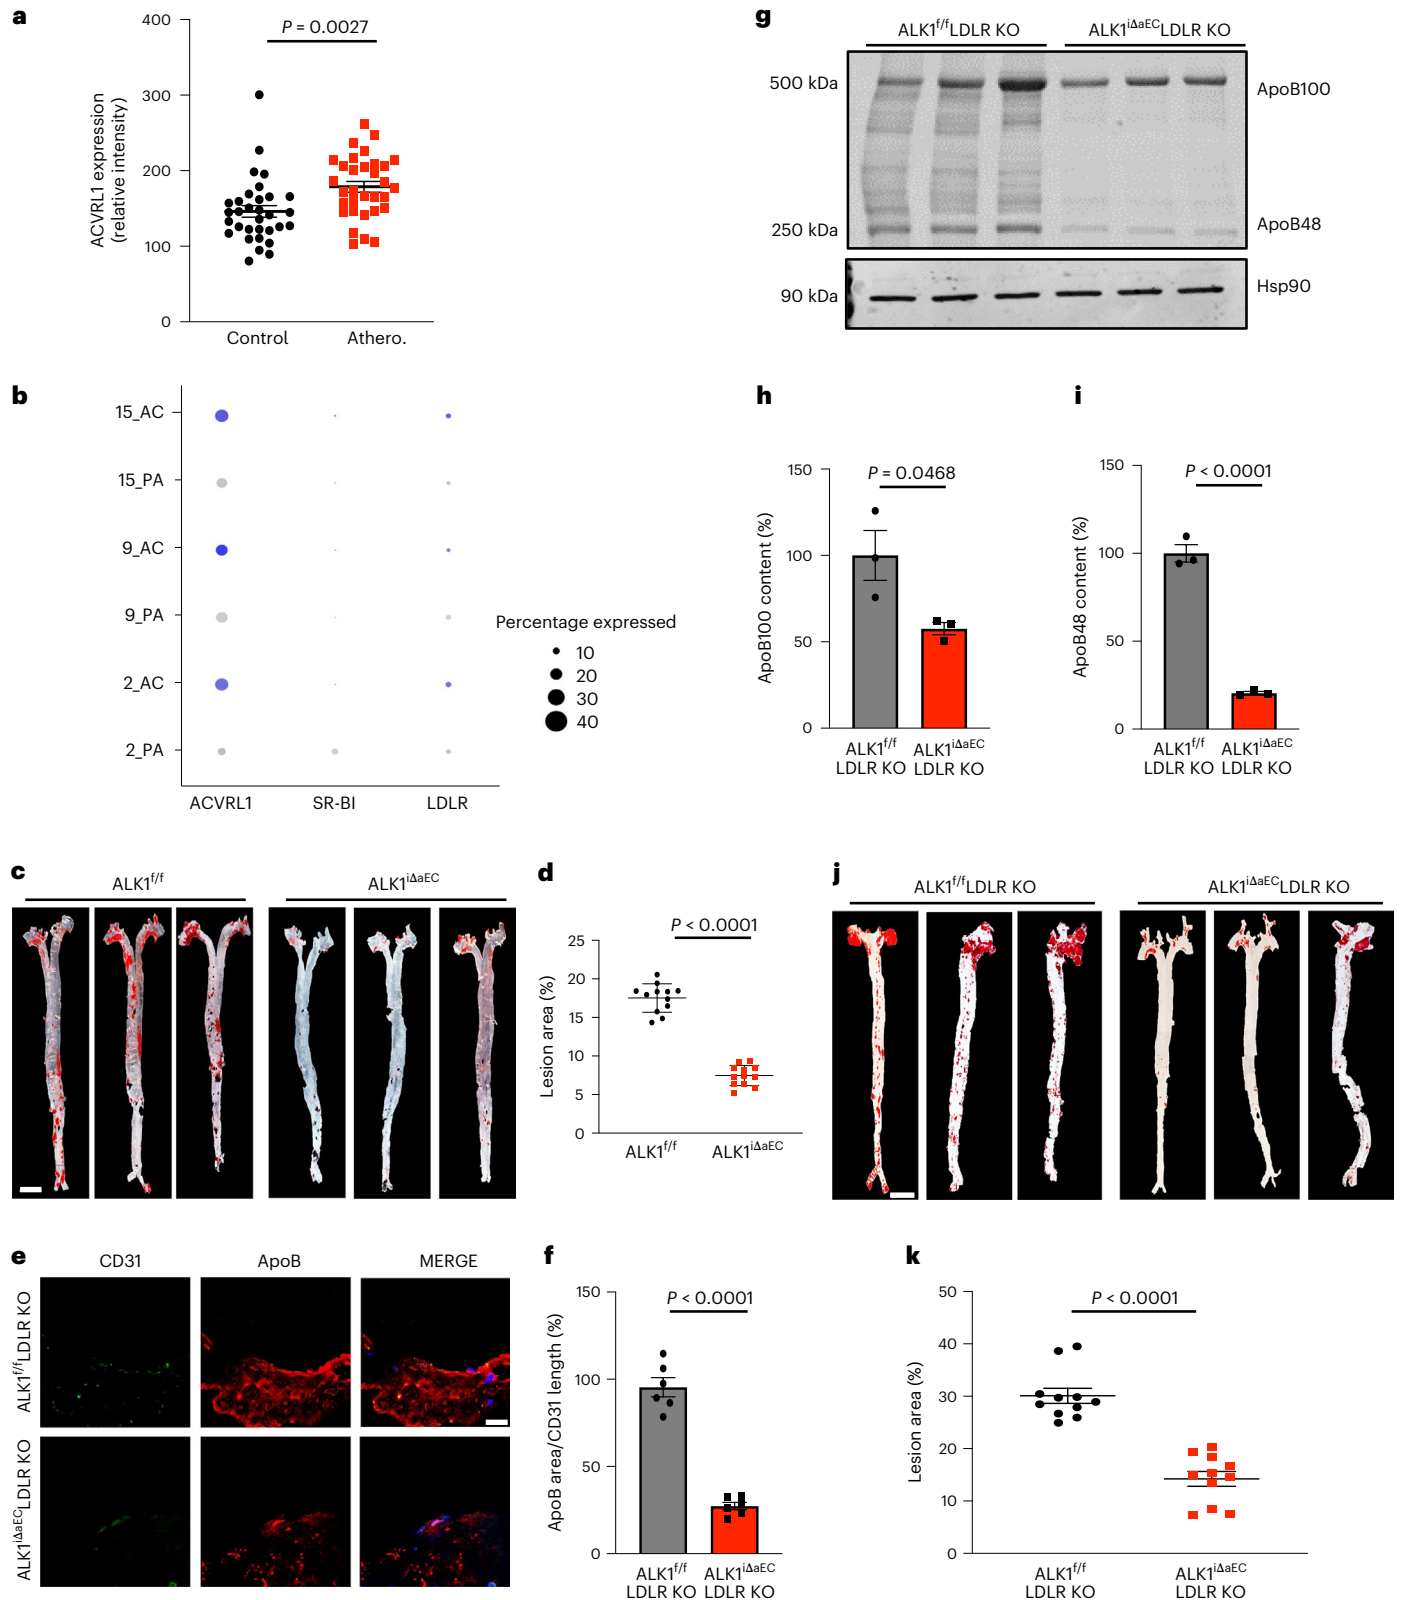 a
P = 0.0027
400
300
200
100
0
ACVRL1 expression
(relative intensity)
Control
Athero.
b
15_AC
15_PA
9_AC
9_PA
2_AC
2_PA
ACVRL1
SR-BI
LDLR
Percentage expressed
10
20
30
40
c
ALK1f/f
ALK1iΔaEC
d
P < 0.0001
25
20
15
10
5
0
Lesion area (%)
ALK1f/f
ALK1iΔaEC
e
CD31
ApoB
MERGE
ALK1f/fLDLR KO
ALK1iΔaECLDLR KO
f
150
100
50
0
P < 0.0001
ApoB area/CD31 length (%)
ALK1f/f
LDLR KO
ALK1iΔaEC
LDLR KO
g
ALK1f/fLDLR KO
ALK1iΔaECLDLR KO
500 kDa
250 kDa
90 kDa
ApoB100
ApoB48
Hsp90
h
150
100
50
0
P = 0.0468
ApoB100 content (%)
ALK1f/f
LDLR KO
ALK1iΔaEC
LDLR KO
i
150
100
50
0
P < 0.0001
ApoB48 content (%)
ALK1f/f
LDLR KO
ALK1iΔaEC
LDLR KO
j
ALK1f/fLDLR KO
ALK1iΔaECLDLR KO
k
50
40
30
20
10
0
P < 0.0001
Lesion area (%)
ALK1f/f
LDLR KO
ALK1iΔaEC
LDLR KO